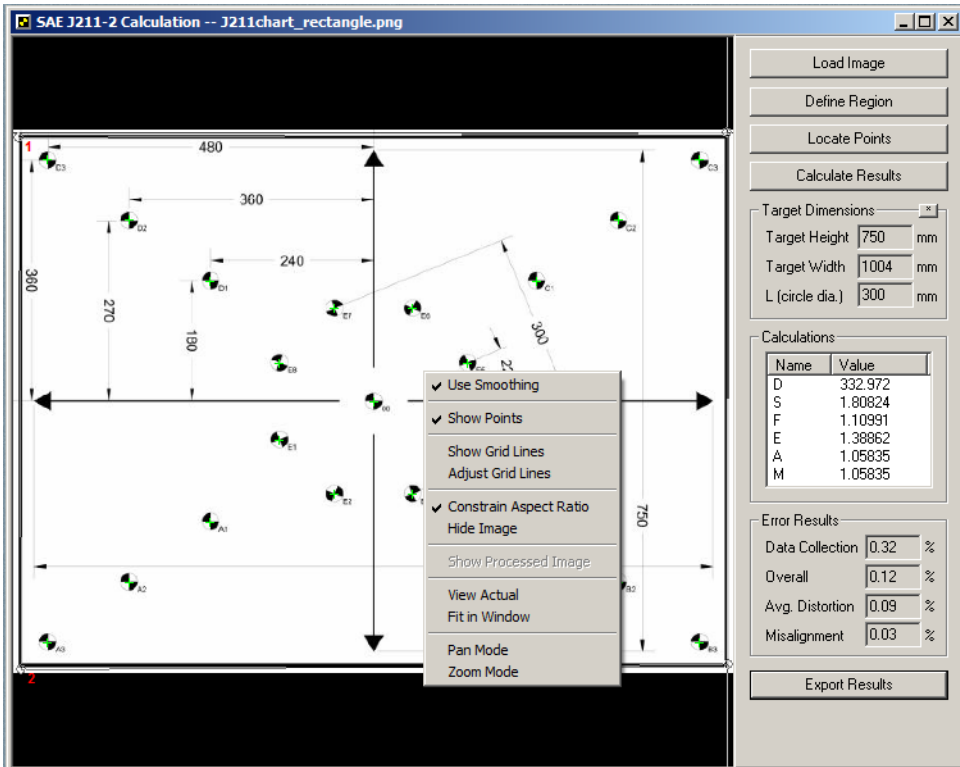 SAE J211-2 Calculation -- J211chart_rectangle.png
1
480
D3
C3
360
D2
C2
240
D1
C1
360
270
180
E7
E6
300
E8
00
E1
E2
750
A1
A2
B2
A3
B3
2
Use Smoothing
Show Points
Show Grid Lines
Adjust Grid Lines
Constrain Aspect Ratio
Hide Image
Show Processed Image
View Actual
Fit in Window
Pan Mode
Zoom Mode
Load Image
Define Region
Locate Points
Calculate Results
Target Dimensions *
Target Height 750 mm
Target Width 1004 mm
L (circle dia.) 300 mm
Calculations
Name Value
D 332.972
S 1.80824
F 1.10991
E 1.38862
A 1.05835
M 1.05835
Error Results
Data Collection 0.32 %
Overall 0.12 %
Avg. Distortion 0.09 %
Misalignment 0.03 %
Export Results